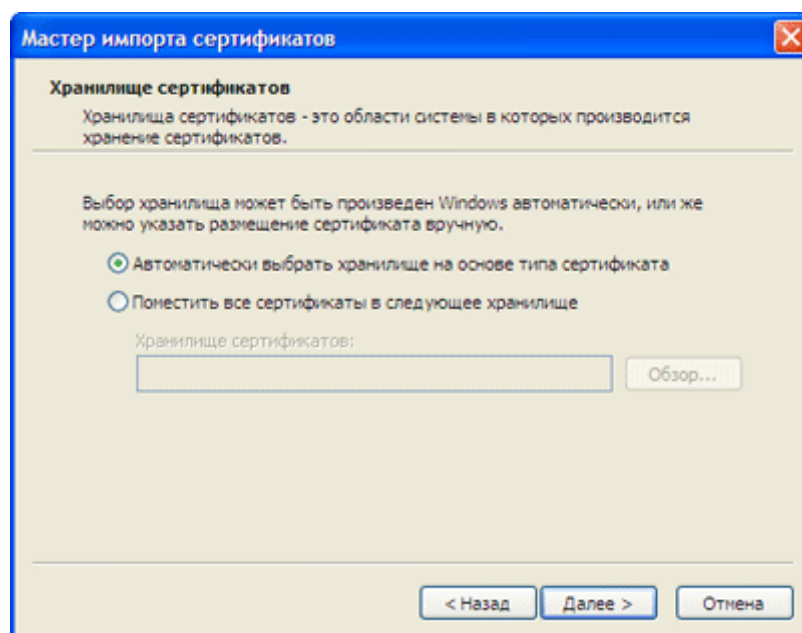 Мастер импорта сертификатов
Хранилище сертификатов
Хранилища сертификатов - это области системы в которых производится
хранение сертификатов.
Выбор хранилища может быть произведен Windows автоматически, или же
можно указать размещение сертификата вручную.
Автоматически выбрать хранилище на основе типа сертификата
Поместить все сертификаты в следующее хранилище
Хранилище сертификатов:
Обзор...
< Назад Далее > Отмена